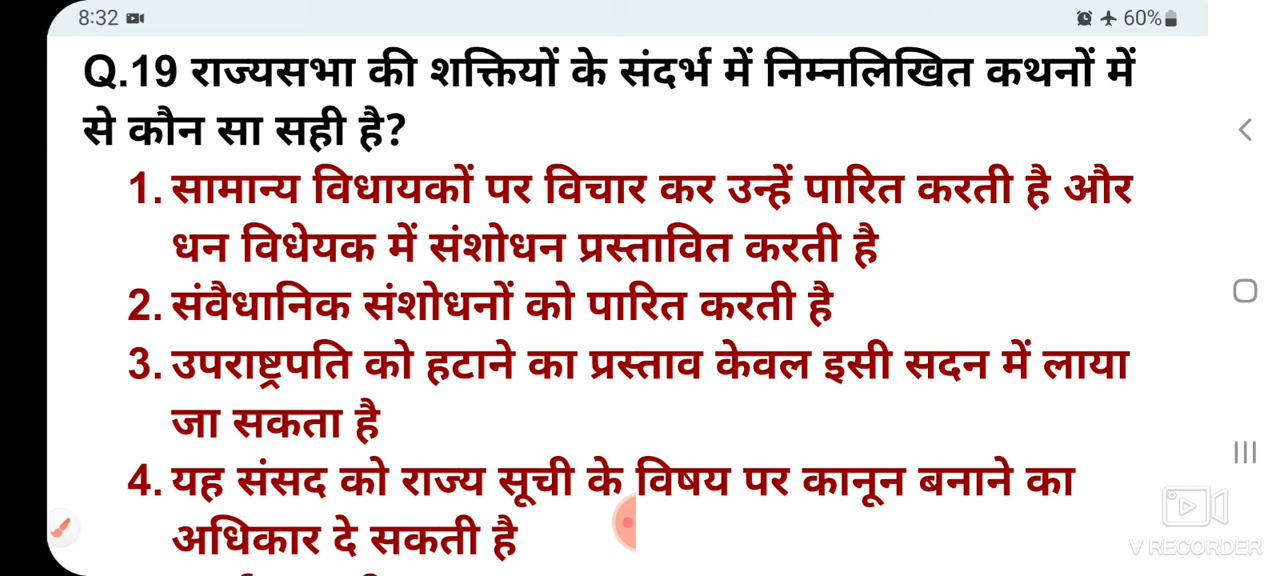 8:32
60%
Q.19 राज्यसभा की शक्तियों के संदर्भ में निम्नलिखित कथनों में
से कौन सा सही है?
1. सामान्य विधायकों पर विचार कर उन्हें पारित करती है और
धन विधेयक में संशोधन प्रस्तावित करती है
2. संवैधानिक संशोधनों को पारित करती है
3. उपराष्ट्रपति को हटाने का प्रस्ताव केवल इसी सदन में लाया
जा सकता है
4. यह संसद को राज्य सूची के विषय पर कानून बनाने का
अधिकार दे सकती है
V RECORDER